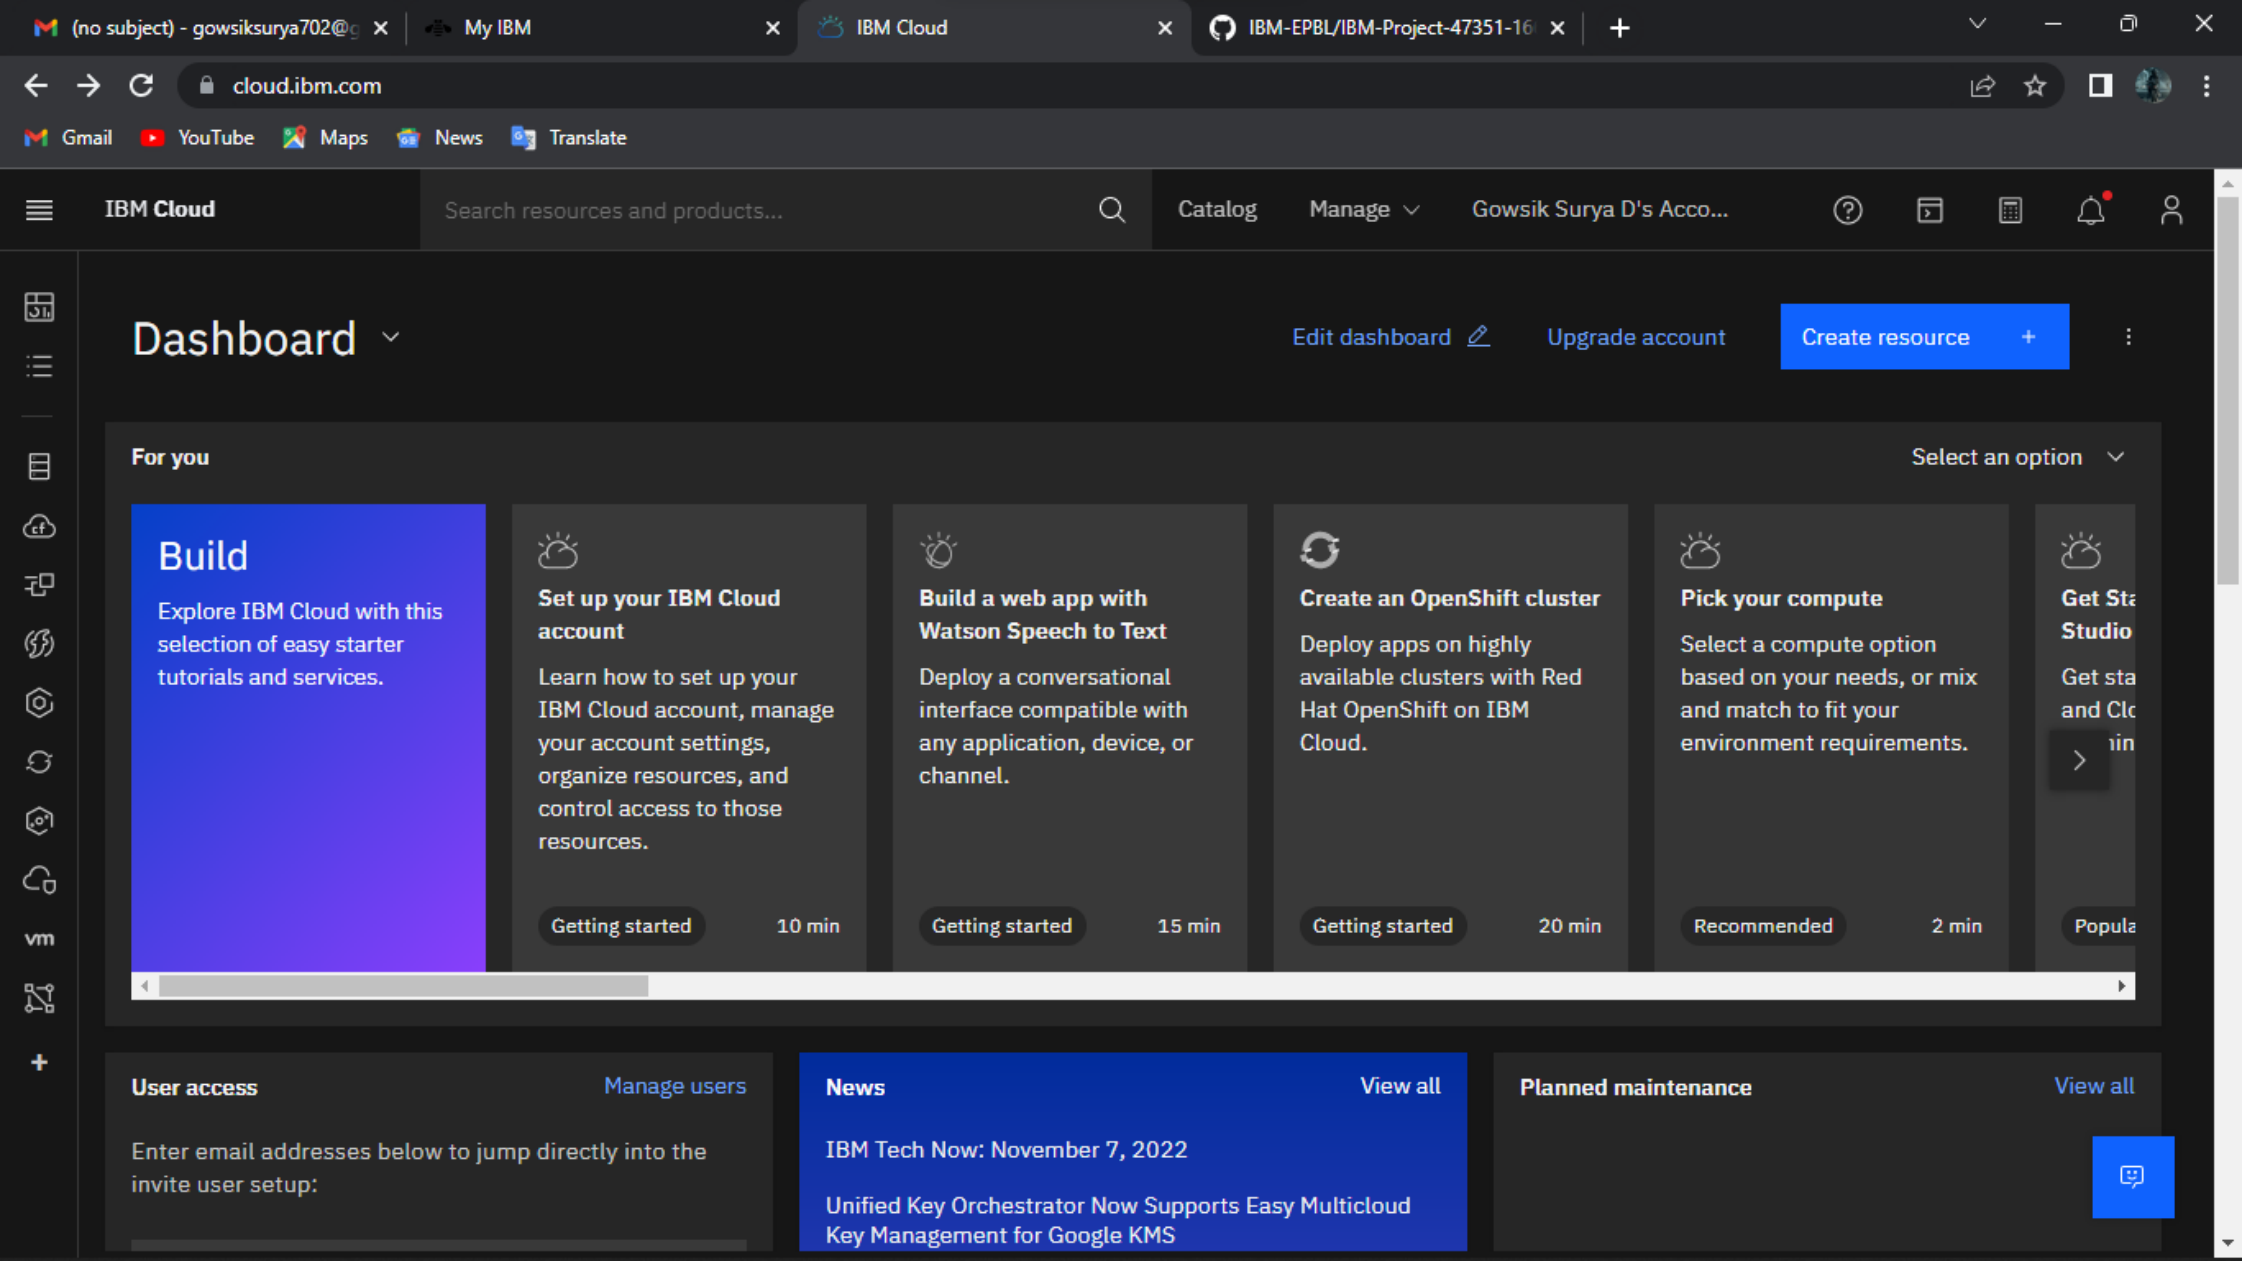 (no subject) - gowsiksurya702@g
My IBM
IBM Cloud
IBM-EPBL/IBM-Project-47351-16
cloud.ibm.com
Gmail
YouTube
Maps
News
Translate
IBM Cloud
Search resources and products...
Catalog
Manage
Gowsik Surya D's Acco...
Dashboard
Edit dashboard
Upgrade account
Create resource +
For you
Select an option
Build
Explore IBM Cloud with this
selection of easy starter
tutorials and services.
Set up your IBM Cloud
account
Learn how to set up your
IBM Cloud account, manage
your account settings,
organize resources, and
control access to those
resources.
Getting started
10 min
Build a web app with
Watson Speech to Text
Deploy a conversational
interface compatible with
any application, device, or
channel.
Getting started
15 min
Create an OpenShift cluster
Deploy apps on highly
available clusters with Red
Hat OpenShift on IBM
Cloud.
Getting started
20 min
Pick your compute
Select a compute option
based on your needs, or mix
and match to fit your
environment requirements.
Recommended
2 min
Get Sta
Studio
Get sta
and Clo
in
Popula
cf
vm
User access
Manage users
Enter email addresses below to jump directly into the
invite user setup:
News
View all
IBM Tech Now: November 7, 2022
Unified Key Orchestrator Now Supports Easy Multicloud
Key Management for Google KMS
Planned maintenance
View all